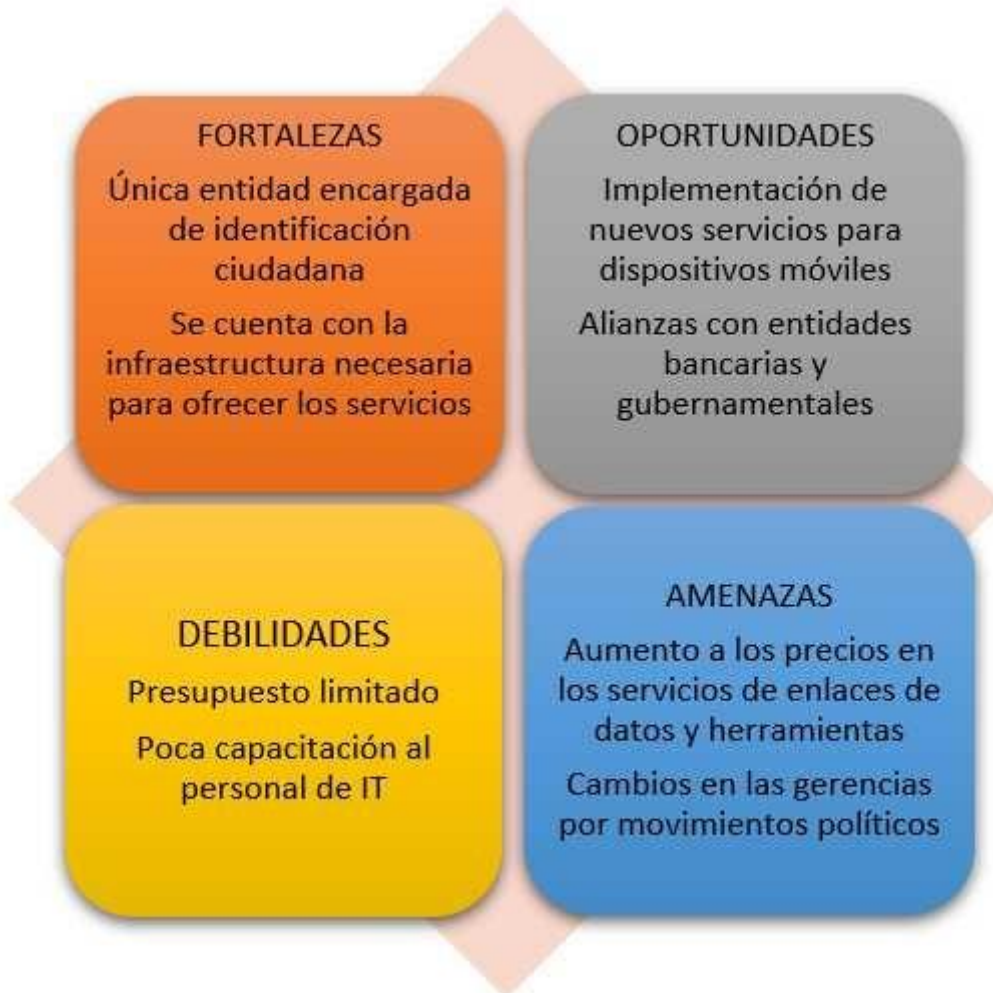 FORTALEZAS
Única entidad encargada
de identificación
ciudadana
Se cuenta con la
infraestructura necesaria
para ofrecer los servicios
OPORTUNIDADES
Implementación de
nuevos servicios para
dispositivos móviles
Alianzas con entidades
bancarias y
gubernamentales
DEBILIDADES
Presupuesto limitado
Poca capacitación al
personal de IT
AMENAZAS
Aumento a los precios en
los servicios de enlaces de
datos y herramientas
Cambios en las gerencias
por movimientos políticos